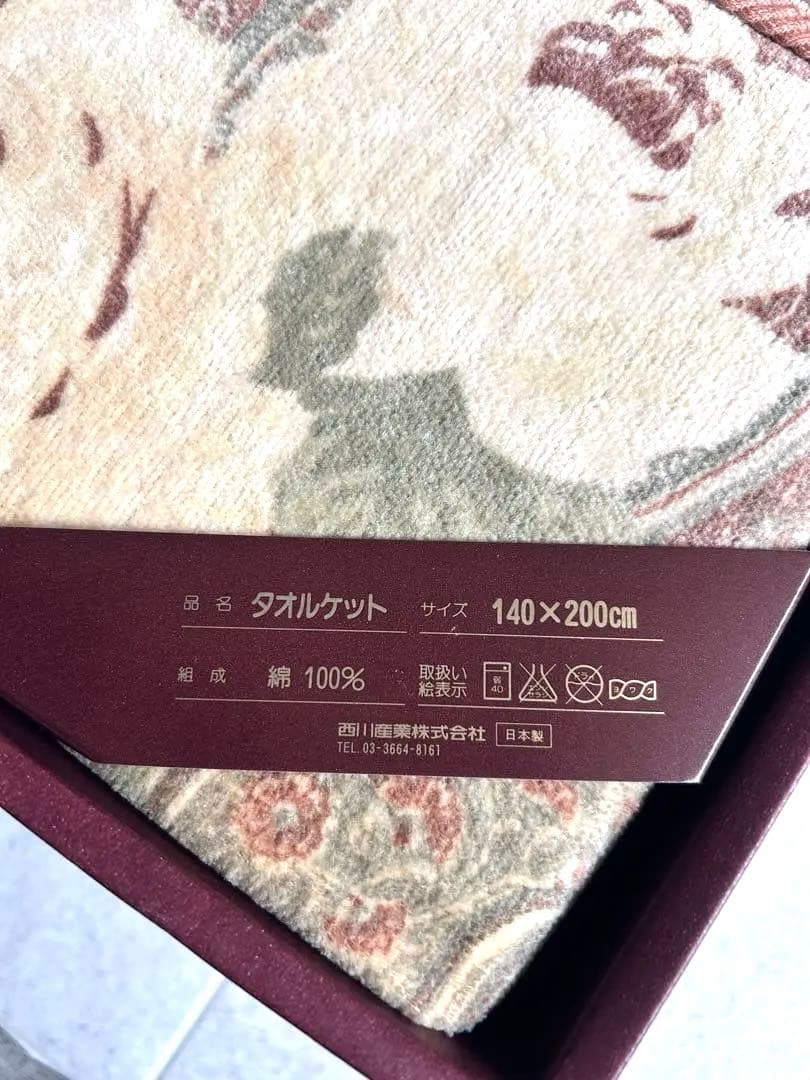 品名 タオルケット サイズ 140×200cm
組成 綿 100% 取扱い
絵表示 弱 40
西川産業株式会社 日本製
TEL. 03-3664-8161